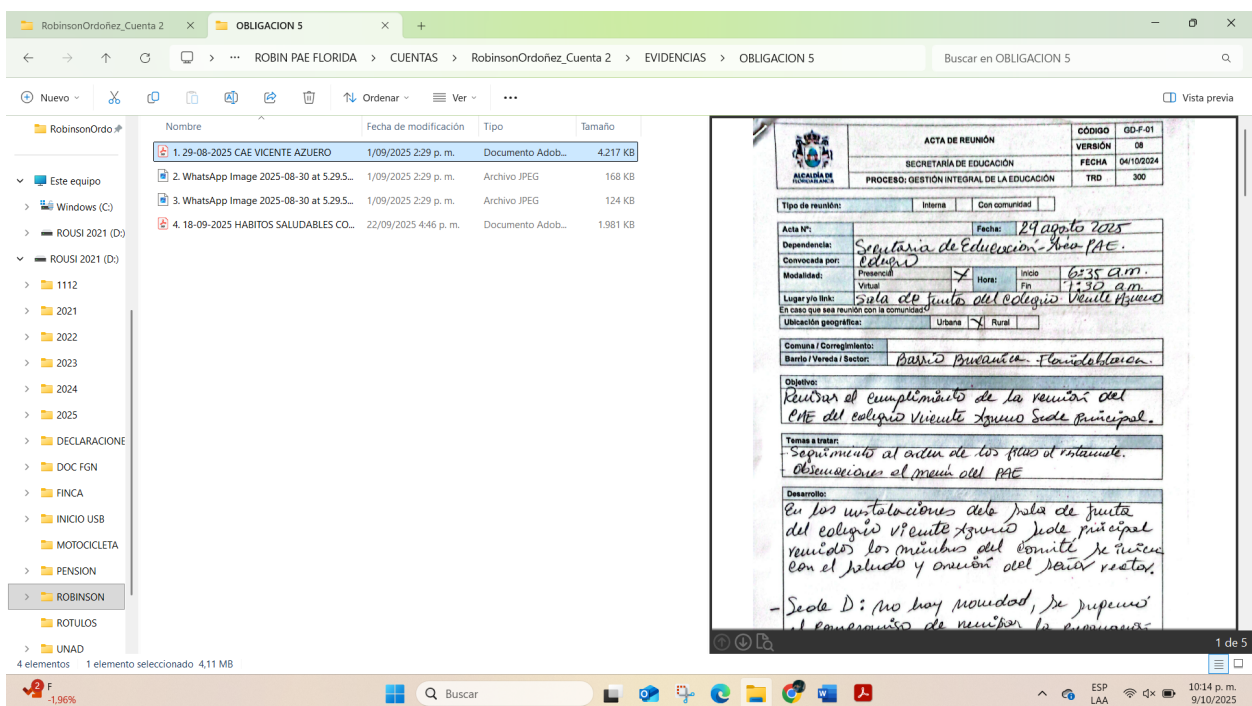 RobinsonOrdoñez_Cuenta 2
OBLIGACION 5
ROBIN PAE FLORIDA > CUENTAS > RobinsonOrdoñez_Cuenta 2 > EVIDENCIAS > OBLIGACION 5
Buscar en OBLIGACION 5
Nuevo
Ordenar
Ver
Vista previa
RobinsonOrdo
Este equipo
Windows (C:)
ROUSI 2021 (D:)
ROUSI 2021 (D:)
1112
2021
2022
2023
2024
2025
DECLARACIONE
DOC FGN
FINCA
INICIO USB
MOTOCICLETA
PENSION
ROBINSON
ROTULOS
UNAD
Nombre Fecha de modificación Tipo Tamaño
1. 29-08-2025 CAE VICENTE AZUERO 1/09/2025 2:29 p. m. Documento Adob... 4.217 KB
2. WhatsApp Image 2025-08-30 at 5.29.5... 1/09/2025 2:29 p. m. Archivo JPEG 168 KB
3. WhatsApp Image 2025-08-30 at 5.29.5... 1/09/2025 2:29 p. m. Archivo JPEG 124 KB
4. 18-09-2025 HABITOS SALUDABLES CO... 22/09/2025 4:46 p. m. Documento Adob... 1.981 KB
ALCALDÍA DE
FLORIDABLANCA
ACTA DE REUNIÓN
SECRETARÍA DE EDUCACIÓN
PROCESO: GESTIÓN INTEGRAL DE LA EDUCACIÓN
CÓDIGO GD-F-01
VERSIÓN 08
FECHA 04/10/2024
TRD 300
Tipo de reunión: Interna Con comunidad
Acta N°: Fecha: 29 agosto 2025
Dependencia: Secretaria de Educación - Area PAE.
Convocada por: Colegio
Modalidad: Presencial X Hora: Inicio 6:35 a.m.
Virtual Fin 7:30 a.m.
Lugar y/o link: Sala de juntas del colegio Vicente Azuero
En caso que sea reunión con la comunidad
Ubicación geográfica: Urbana X Rural
Comuna / Corregimiento:
Barrio / Vereda / Sector: Barrio Bucarica - Floridablanca.
Objetivo:
Revisar el cumplimiento de la reunión del
CAE del colegio Vicente Azuero Sede principal.
Temas a tratar:
- Seguimiento al orden de las filas al restaurante.
- Observaciones al menú del PAE
Desarrollo:
En las instalaciones de la sala de junta
del colegio Vicente Azuero sede principal
reunidos los miembros del comité se inicia
con el saludo y oración del señor rector.
- Sede D: no hay novedad, se
el compromiso de revisar la
1 de 5
4 elementos 1 elemento seleccionado 4,11 MB
2
F
-1,96%
Buscar
ESP
LAA
10:14 p. m.
9/10/2025